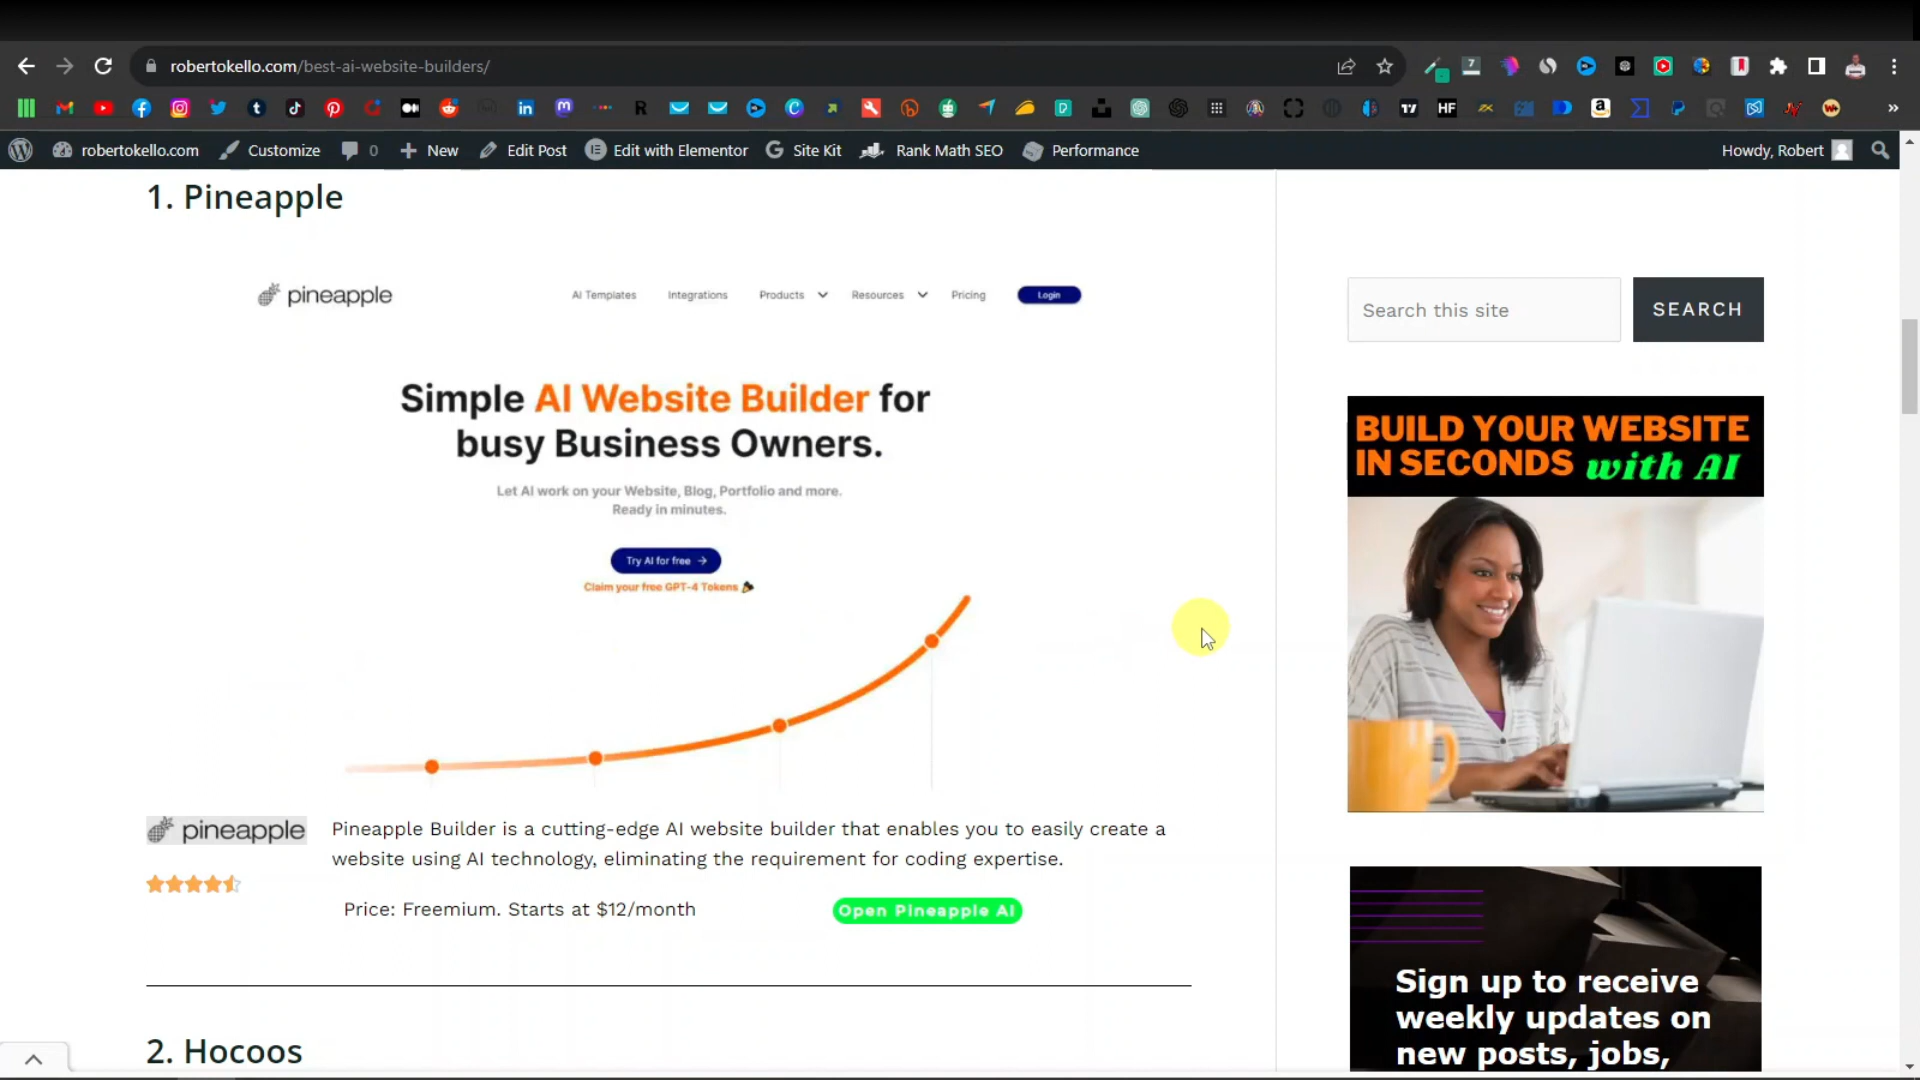 robertokello.com/best-ai-website-builders/
robertokello.com Customize 0 New Edit Post Edit with Elementor Site Kit Rank Math SEO Performance Howdy, Robert
1. Pineapple
pineapple AI Templates Integrations Products Resources Pricing Login
Simple AI Website Builder for
busy Business Owners.
Let AI work on your Website, Blog, Portfolio and more.
Ready in minutes.
Try AI for free →
Claim your free GPT-4 Tokens
pineapple
Pineapple Builder is a cutting-edge AI website builder that enables you to easily create a
website using AI technology, eliminating the requirement for coding expertise.
Price: Freemium. Starts at $12/month
Open Pineapple AI
2. Hocoos
Search this site SEARCH
BUILD YOUR WEBSITE
IN SECONDS with AI
Sign up to receive
weekly updates on
new posts, jobs,